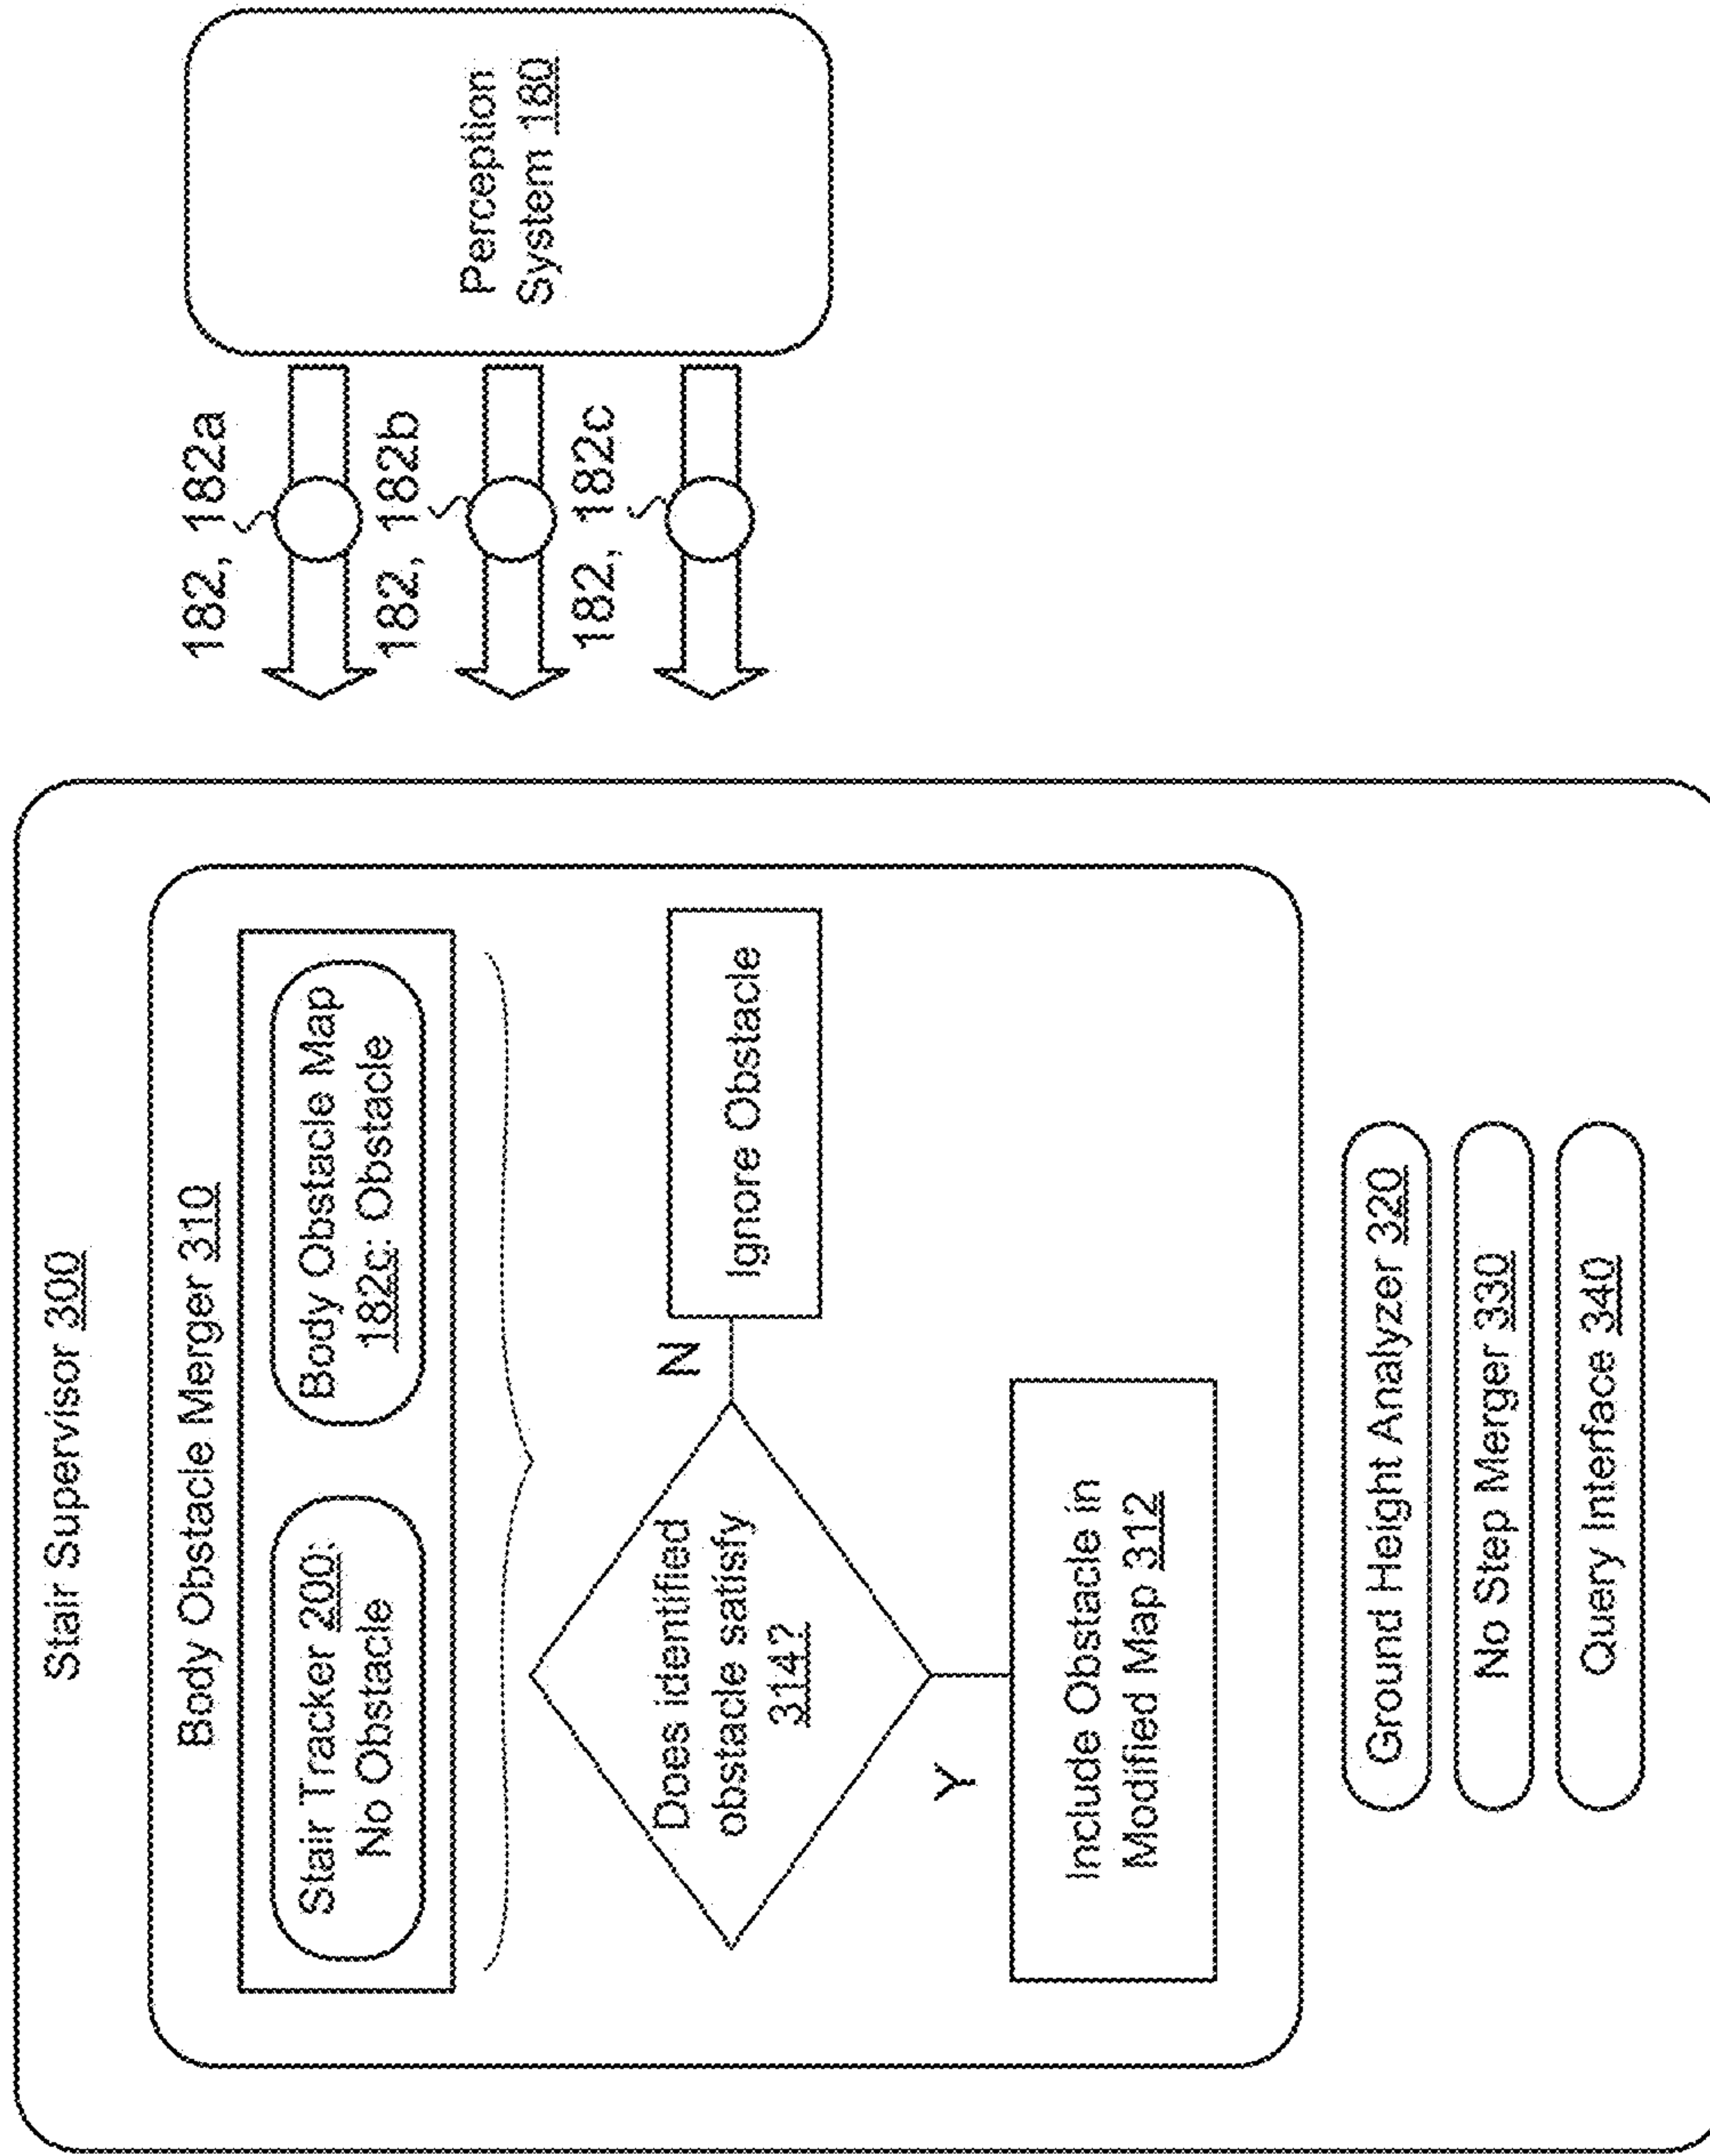 Stair Supervisor 300
Body Obstacle Merger 310
Stair Tracker 200:
No Obstacle
Body Obstacle Map
182c: Obstacle
Does identified
obstacle satisfy
314?
N
Ignore Obstacle
Y
Include Obstacle in
Modified Map 312
Ground Height Analyzer 320
No Step Merger 330
Query Interface 340
182, 182a
182, 182b
182, 182c
Perception
System 180